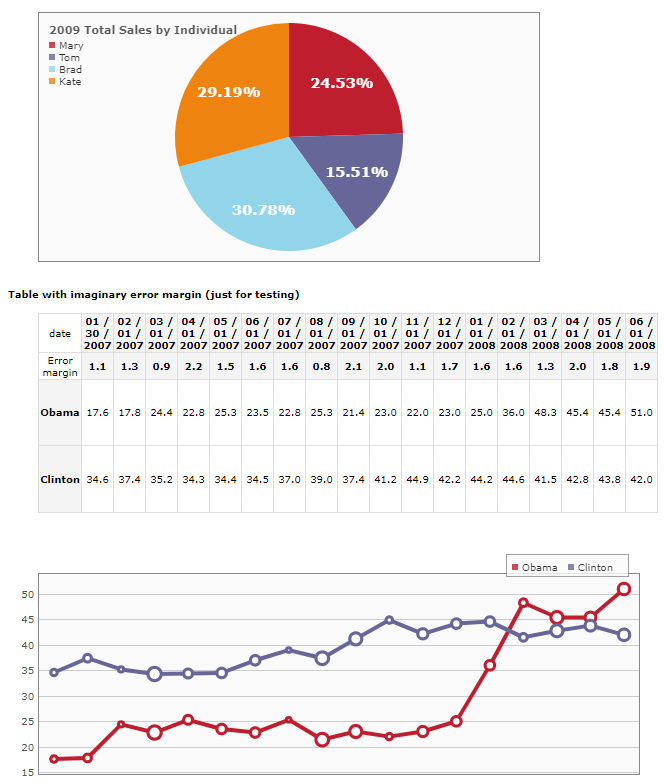 2009 Total Sales by Individual
Mary
Tom
Brad
Kate
24.53%
29.19%
15.51%
30.78%
Table with imaginary error margin (just for testing)
01 / 02 / 03 / 04 / 05 / 06 / 07 / 08 / 09 / 10 / 11 / 12 / 01 / 02 / 03 / 04 / 05 / 06 /
date 30 / 01 / 01 / 01 / 01 / 01 / 01 / 01 / 01 / 01 / 01 / 01 / 01 / 01 / 01 / 01 / 01 / 01 /
2007 2007 2007 2007 2007 2007 2007 2007 2007 2007 2007 2007 2008 2008 2008 2008 2008 2008
Error
margin 1.1 1.3 0.9 2.2 1.5 1.6 1.6 0.8 2.1 2.0 1.1 1.7 1.6 1.6 1.3 2.0 1.8 1.9
Obama 17.6 17.8 24.4 22.8 25.3 23.5 22.8 25.3 21.4 23.0 22.0 23.0 25.0 36.0 48.3 45.4 45.4 51.0
Clinton 34.6 37.4 35.2 34.3 34.4 34.5 37.0 39.0 37.4 41.2 44.9 42.2 44.2 44.6 41.5 42.8 43.8 42.0
Obama Clinton
50
45
40
35
30
25
20
15